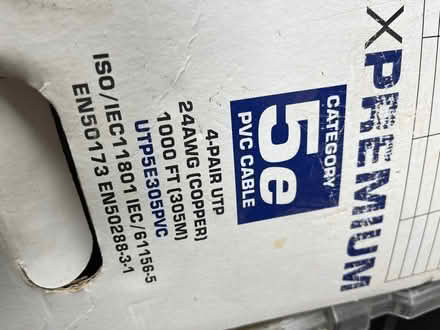 XPREMIUM
CATEGORY
5e
PVC CABLE
4-PAIR UTP
24AWG (COPPER)
1000 FT (305M)
UTP5E305PVC
ISO/IEC11801 IEC/61156-5
EN50173 EN50288-3-1